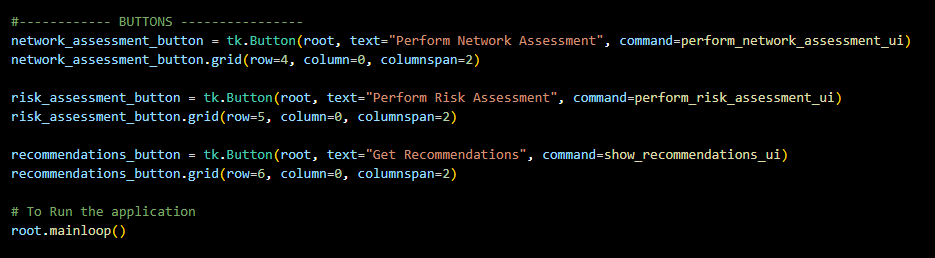 #------------ BUTTONS ----------------
network_assessment_button = tk.Button(root, text="Perform Network Assessment", command=perform_network_assessment_ui)
network_assessment_button.grid(row=4, column=0, columnspan=2)
risk_assessment_button = tk.Button(root, text="Perform Risk Assessment", command=perform_risk_assessment_ui)
risk_assessment_button.grid(row=5, column=0, columnspan=2)
recommendations_button = tk.Button(root, text="Get Recommendations", command=show_recommendations_ui)
recommendations_button.grid(row=6, column=0, columnspan=2)
# To Run the application
root.mainloop()